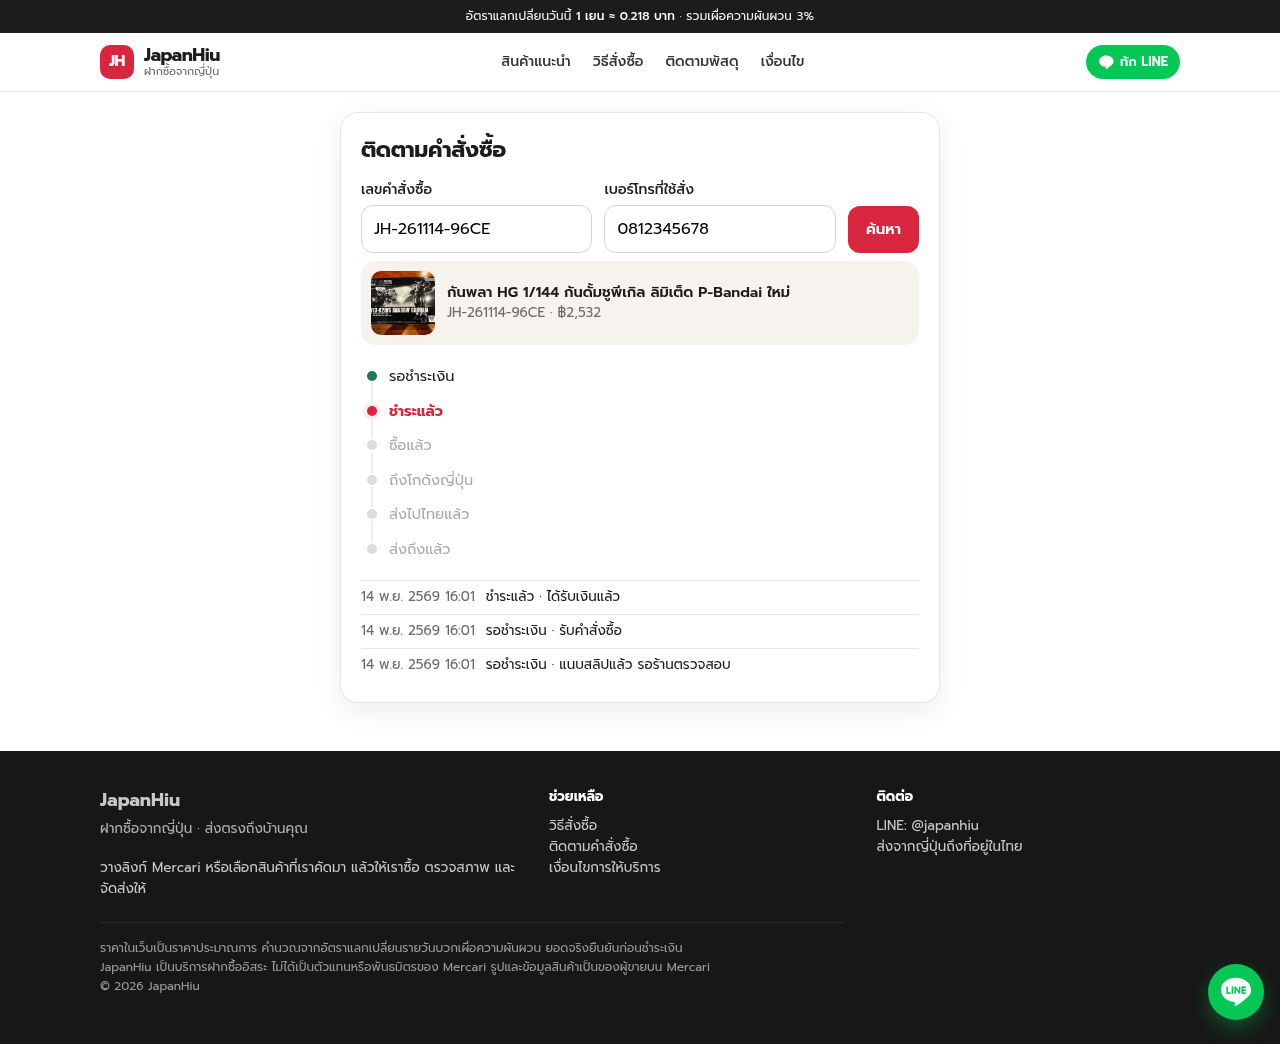 อัตราแลกเปลี่ยนวันนี้ 1 เยน ≈ 0.218 บาท · รวมเผื่อความผันผวน 3%
JH
JapanHiu
ฝากซื้อจากญี่ปุ่น
สินค้าแนะนำ วิธีสั่งซื้อ ติดตามพัสดุ เงื่อนไข
ทัก LINE
ติดตามคำสั่งซื้อ
เลขคำสั่งซื้อ เบอร์โทรที่ใช้สั่ง
JH-261114-96CE 0812345678 ค้นหา
กันพลา HG 1/144 กันดั้มชูพีเกิล ลิมิเต็ด P-Bandai ใหม่
JH-261114-96CE · ฿2,532
รอชำระเงิน
ชำระแล้ว
ซื้อแล้ว
ถึงโกดังญี่ปุ่น
ส่งไปไทยแล้ว
ส่งถึงแล้ว
14 พ.ย. 2569 16:01 ชำระแล้ว · ได้รับเงินแล้ว
14 พ.ย. 2569 16:01 รอชำระเงิน · รับคำสั่งซื้อ
14 พ.ย. 2569 16:01 รอชำระเงิน · แนบสลิปแล้ว รอร้านตรวจสอบ
JapanHiu
ฝากซื้อจากญี่ปุ่น · ส่งตรงถึงบ้านคุณ
วางลิงก์ Mercari หรือเลือกสินค้าที่เราคัดมา แล้วให้เราซื้อ ตรวจสภาพ และ
จัดส่งให้
ช่วยเหลือ
วิธีสั่งซื้อ
ติดตามคำสั่งซื้อ
เงื่อนไขการให้บริการ
ติดต่อ
LINE: @japanhiu
ส่งจากญี่ปุ่นถึงที่อยู่ในไทย
ราคาในเว็บเป็นราคาประมาณการ คำนวณจากอัตราแลกเปลี่ยนรายวันบวกเผื่อความผันผวน ยอดจริงยืนยันก่อนชำระเงิน
JapanHiu เป็นบริการฝากซื้ออิสระ ไม่ได้เป็นตัวแทนหรือพันธมิตรของ Mercari รูปและข้อมูลสินค้าเป็นของผู้ขายบน Mercari
© 2026 JapanHiu
LINE